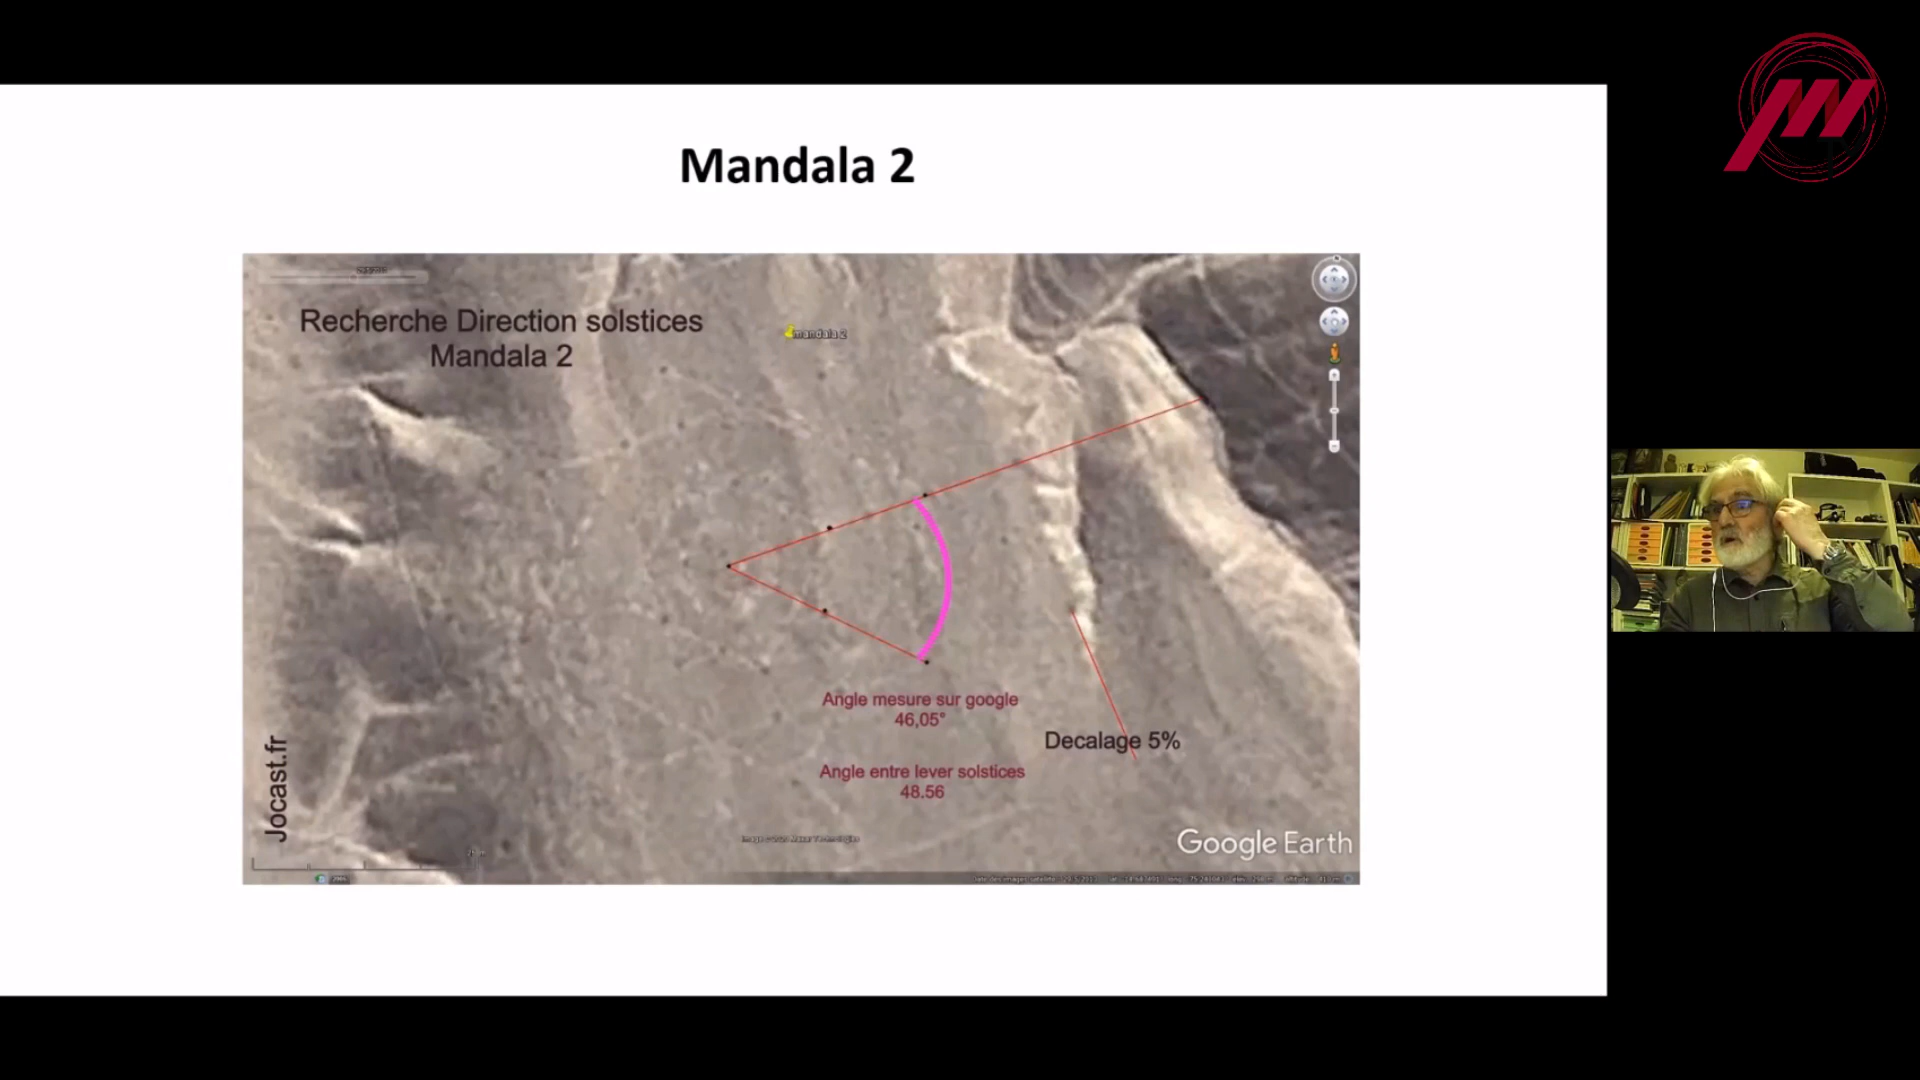 Mandala 2
Recherche Direction solstices
Mandala 2
mandala 2
Angle mesure sur google
46,05°
Decalage 5%
Angle entre lever solstices
48.56
Jocast.fr
Google Earth